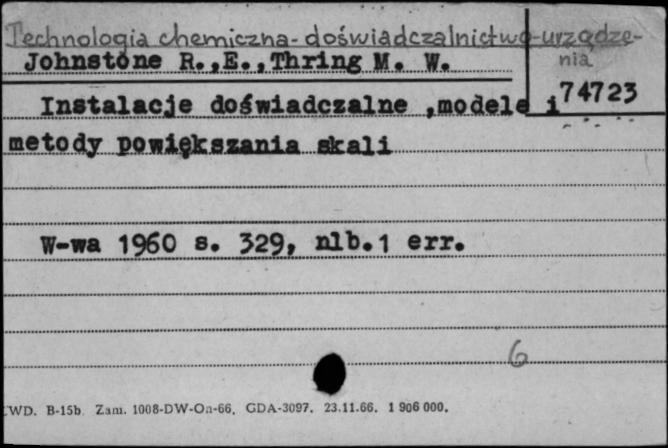 Technologia chemiczna - doświadczalnictwo - urządze-
nia
Johnstone R.,E.,Thring M. W.
74723
Instalacje doświadczalne ,modele i
metody powiększania skali
W-wa 1960 s. 329, nlb.1 err.
6
WD. B-15b. Zam. 1008-DW-On-66. GDA-3097. 23.11.66. 1 906 000.